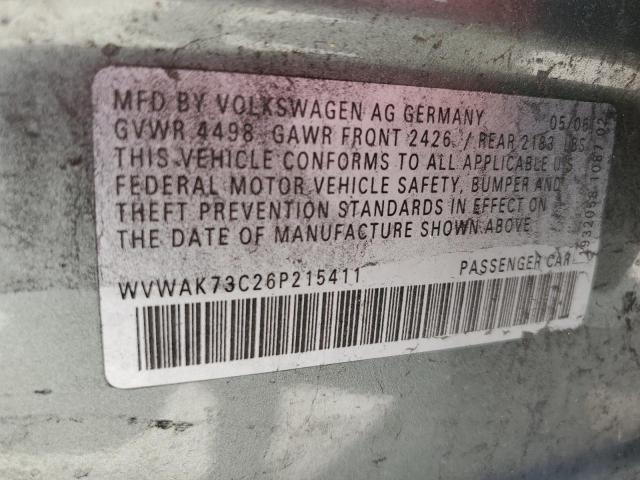 MFD BY VOLKSWAGEN AG GERMANY 05/06
GVWR 4498 GAWR FRONT 2426 / REAR 2183 LBS
THIS VEHICLE CONFORMS TO ALL APPLICABLE U.S.
FEDERAL MOTOR VEHICLE SAFETY, BUMPER AND
THEFT PREVENTION STANDARDS IN EFFECT ON
THE DATE OF MANUFACTURE SHOWN ABOVE
WVWAK73C26P215411 PASSENGER CAR